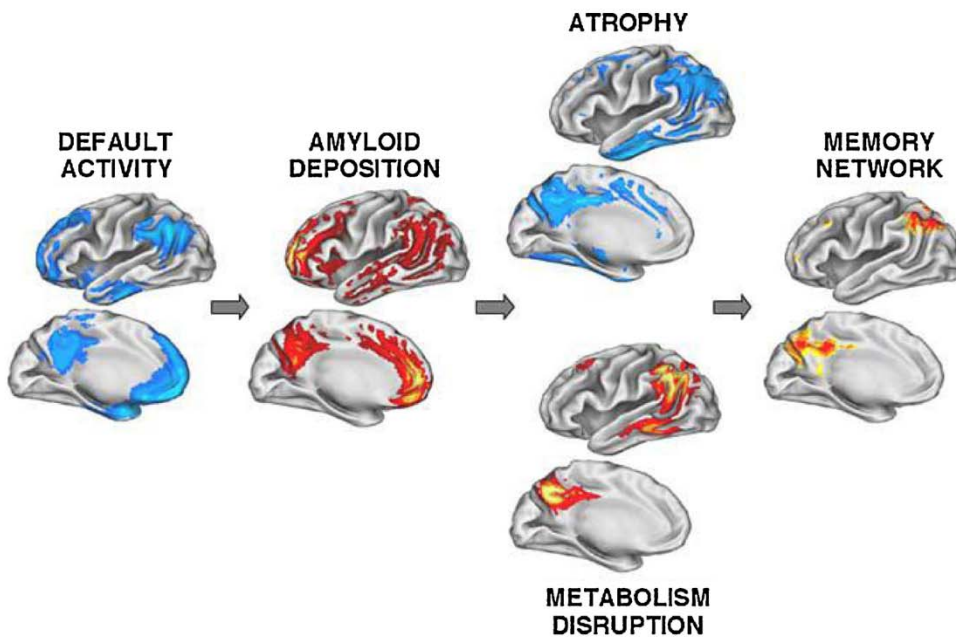 DEFAULT
ACTIVITY
AMYLOID
DEPOSITION
ATROPHY
METABOLISM
DISRUPTION
MEMORY
NETWORK